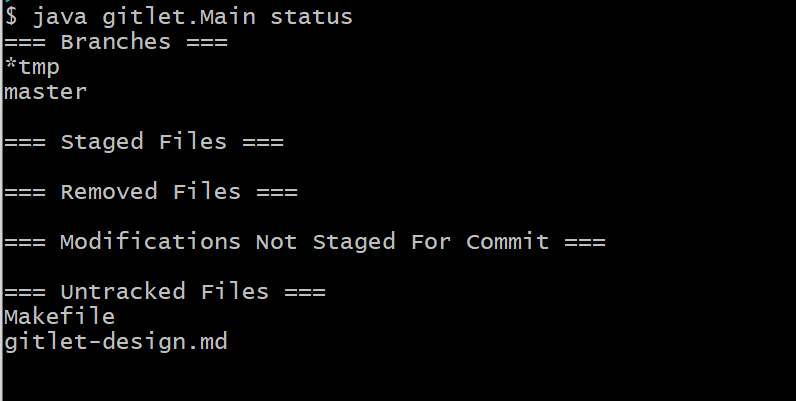 $ java gitlet.Main status
=== Branches ===
*tmp
master
=== Staged Files ===
=== Removed Files ===
=== Modifications Not Staged For Commit ===
=== Untracked Files ===
Makefile
gitlet-design.md